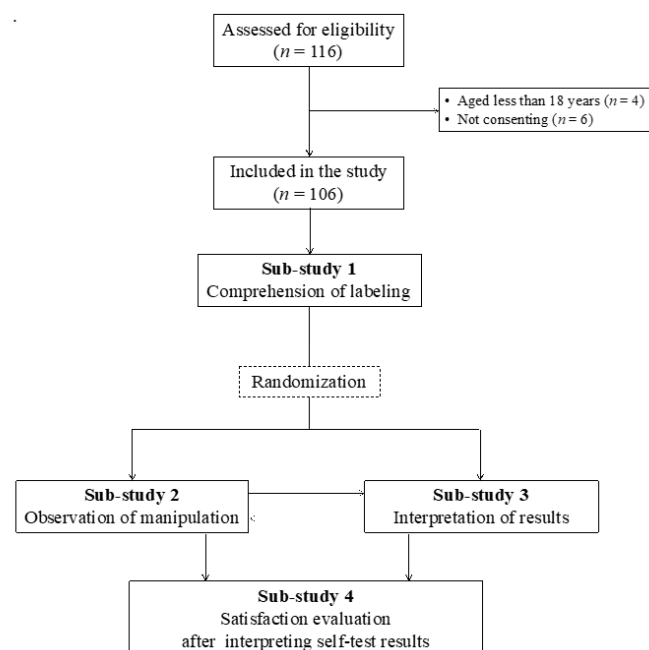 Assessed for eligibility
(n = 116)
• Aged less than 18 years (n = 4)
• Not consenting (n = 6)
Included in the study
(n = 106)
Sub-study 1
Comprehension of labeling
Randomization
Sub-study 2
Observation of manipulation
Sub-study 3
Interpretation of results
Sub-study 4
Satisfaction evaluation
after interpreting self-test results